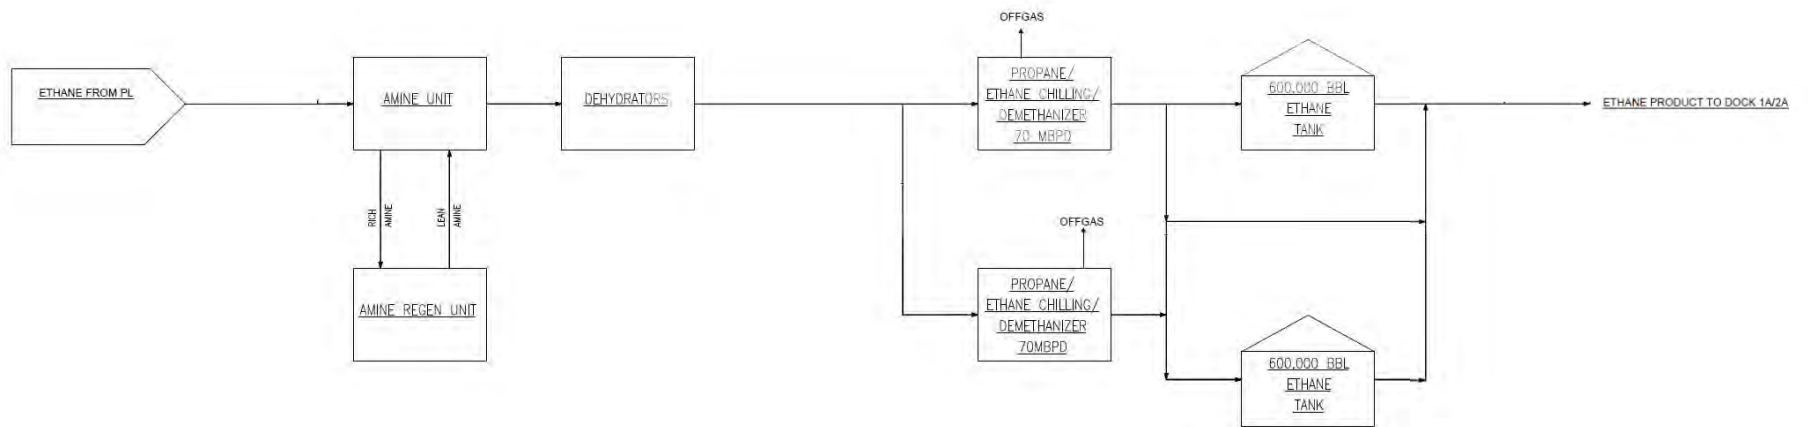 OFFGAS
ETHANE FROM PL
AMINE UNIT
DEHYDRATORS
PROPANE/
ETHANE CHILLING/
DEMETHANIZER
70 MBPD
600,000 BBL
ETHANE
TANK
ETHANE PRODUCT TO DOCK 1A/2A
RICH
AMINE
LEAN
AMINE
OFFGAS
AMINE REGEN UNIT
PROPANE/
ETHANE CHILLING/
DEMETHANIZER
70MBPD
600,000 BBL
ETHANE
TANK